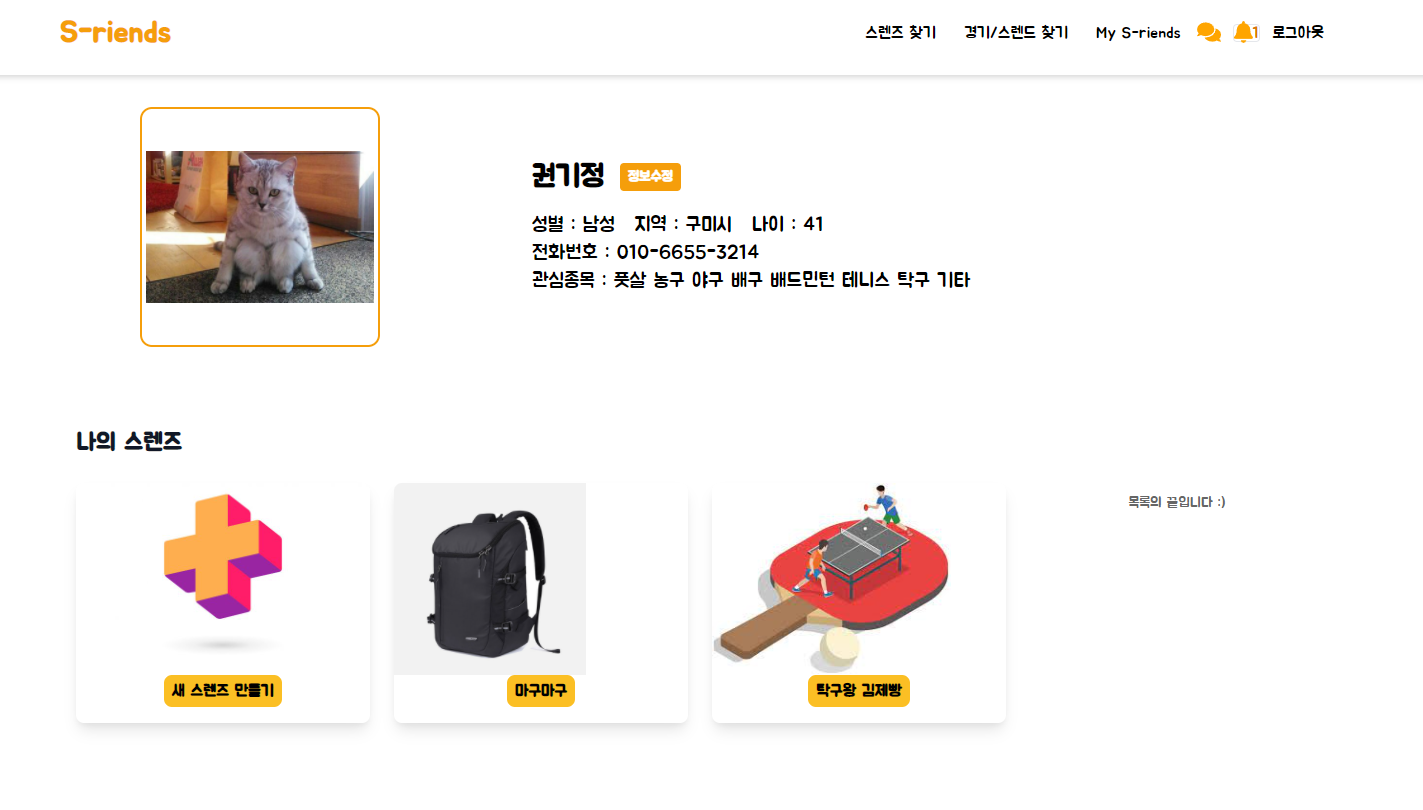 S-riends
스렌즈 찾기 경기/스렌드 찾기 My S-riends 1 로그아웃
권기정 정보수정
성별 : 남성 지역 : 구미시 나이 : 41
전화번호 : 010-6655-3214
관심종목 : 풋살 농구 야구 배구 배드민턴 테니스 탁구 기타
나의 스렌즈
목록의 끝입니다 :)
새 스렌즈 만들기
마구마구
탁구왕 김제빵